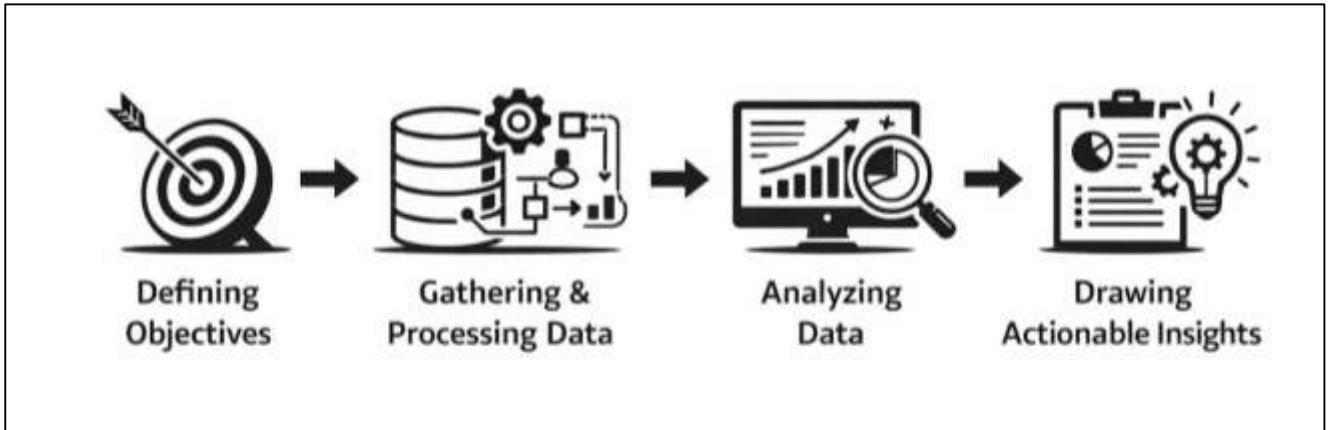 Defining
Objectives
Gathering &
Processing Data
Analyzing
Data
Drawing
Actionable Insights